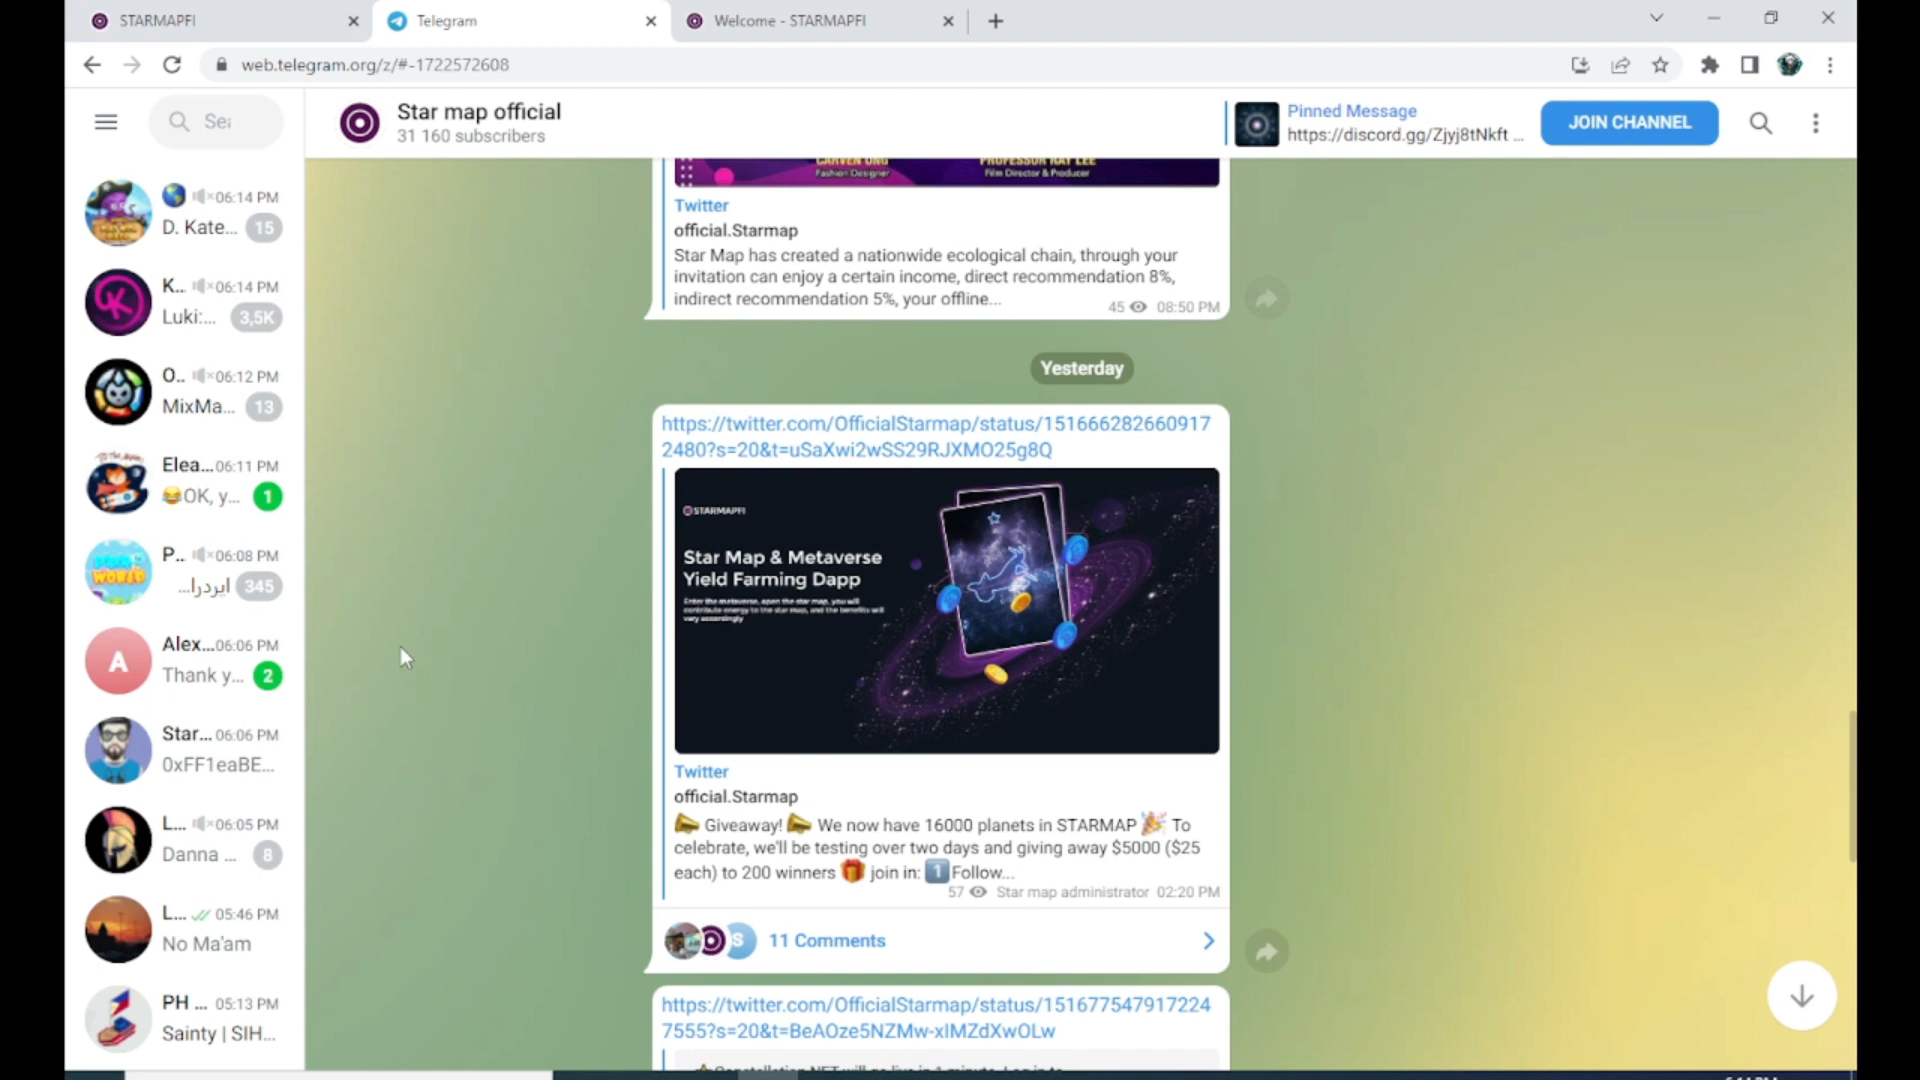 STARMAPFI
Telegram
Welcome - STARMAPFI
web.telegram.org/z/#-1722572608
Star map official
31 160 subscribers
Pinned Message
https://discord.gg/Zjyj8tNkft ...
JOIN CHANNEL
06:14 PM
D. Kate... 15
K.. 06:14 PM
Luki:... 3,5K
O.. 06:12 PM
MixMa... 13
Elea... 06:11 PM
OK, y... 1
P.. 06:08 PM
ایردرا... 345
A
Alex... 06:06 PM
Thank y... 2
Star... 06:06 PM
0xFF1eaBE...
L... 06:05 PM
Danna ... 8
L... 05:46 PM
No Ma'am
PH ... 05:13 PM
Sainty | SIH...
CARVEN ONG
Fashion Designer
PROFESSOR RAY LEE
Film Director & Producer
Twitter
official.Starmap
Star Map has created a nationwide ecological chain, through your
invitation can enjoy a certain income, direct recommendation 8%,
indirect recommendation 5%, your offline...
45 08:50 PM
Yesterday
https://twitter.com/OfficialStarmap/status/151666282660917
2480?s=20&t=uSaXwi2wSS29RJXMO25g8Q
STARMAPFI
Star Map & Metaverse
Yield Farming Dapp
Enter the metaverse, open the star map, you will
contribute energy to the star map, and the benefits will
vary accordingly
Twitter
official.Starmap
Giveaway! We now have 16000 planets in STARMAP To
celebrate, we'll be testing over two days and giving away $5000 ($25
each) to 200 winners join in: 1 Follow...
57 Star map administrator 02:20 PM
S
11 Comments
https://twitter.com/OfficialStarmap/status/151677547917224
7555?s=20&t=BeAOze5NZMw-xIMZdXwOLw